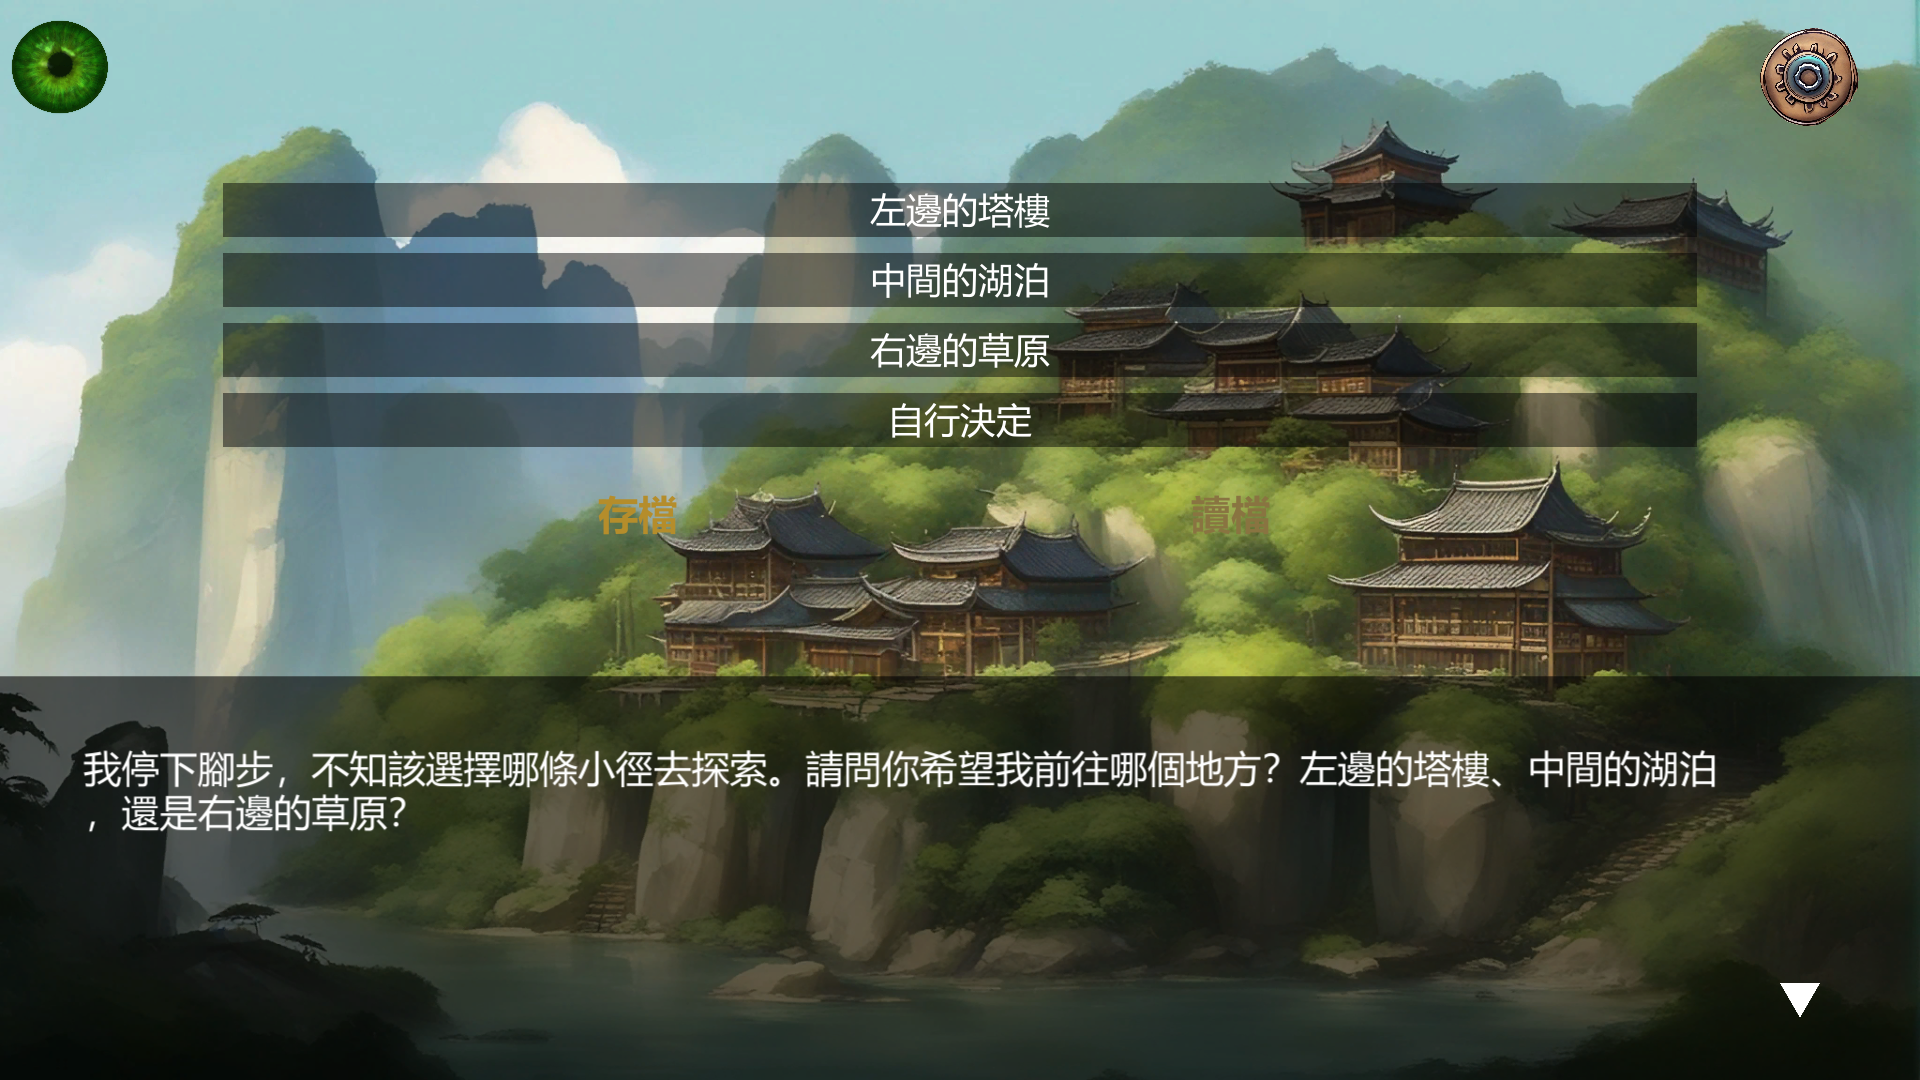 左邊的塔樓
中間的湖泊
右邊的草原
自行決定
存檔
讀檔
我停下腳步，不知該選擇哪條小徑去探索。請問你希望我前往哪個地方？左邊的塔樓、中間的湖泊
，還是右邊的草原？